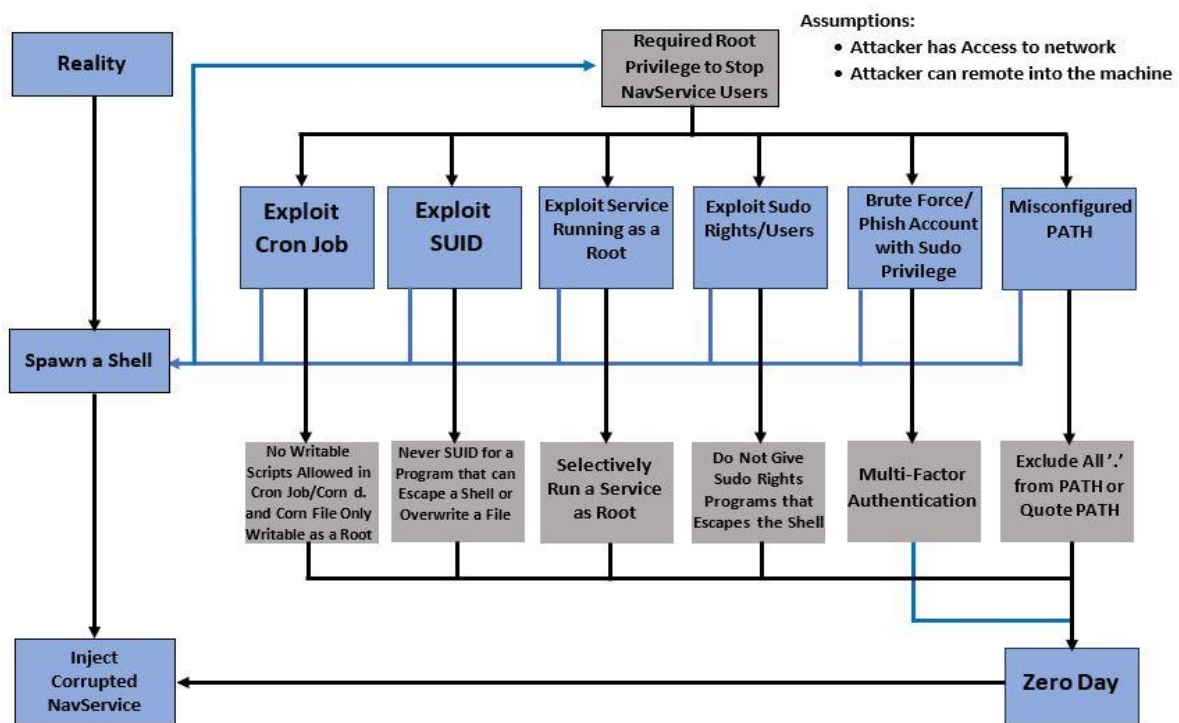 Assumptions:
• Attacker has Access to network
• Attacker can remote into the machine
Reality
Required Root
Privilege to Stop
NavService Users
Exploit
Cron Job
Exploit
SUID
Exploit Service
Running as a
Root
Exploit Sudo
Rights/Users
Brute Force/
Phish Account
with Sudo
Privilege
Misconfigured
PATH
Spawn a Shell
No Writable
Scripts Allowed in
Cron Job/Corn d.
and Corn File Only
Writable as a Root
Never SUID for a
Program that can
Escape a Shell or
Overwrite a File
Selectively
Run a Service
as Root
Do Not Give
Sudo Rights
Programs that
Escapes the Shell
Multi-Factor
Authentication
Exclude All '.'
from PATH or
Quote PATH
Inject
Corrupted
NavService
Zero Day